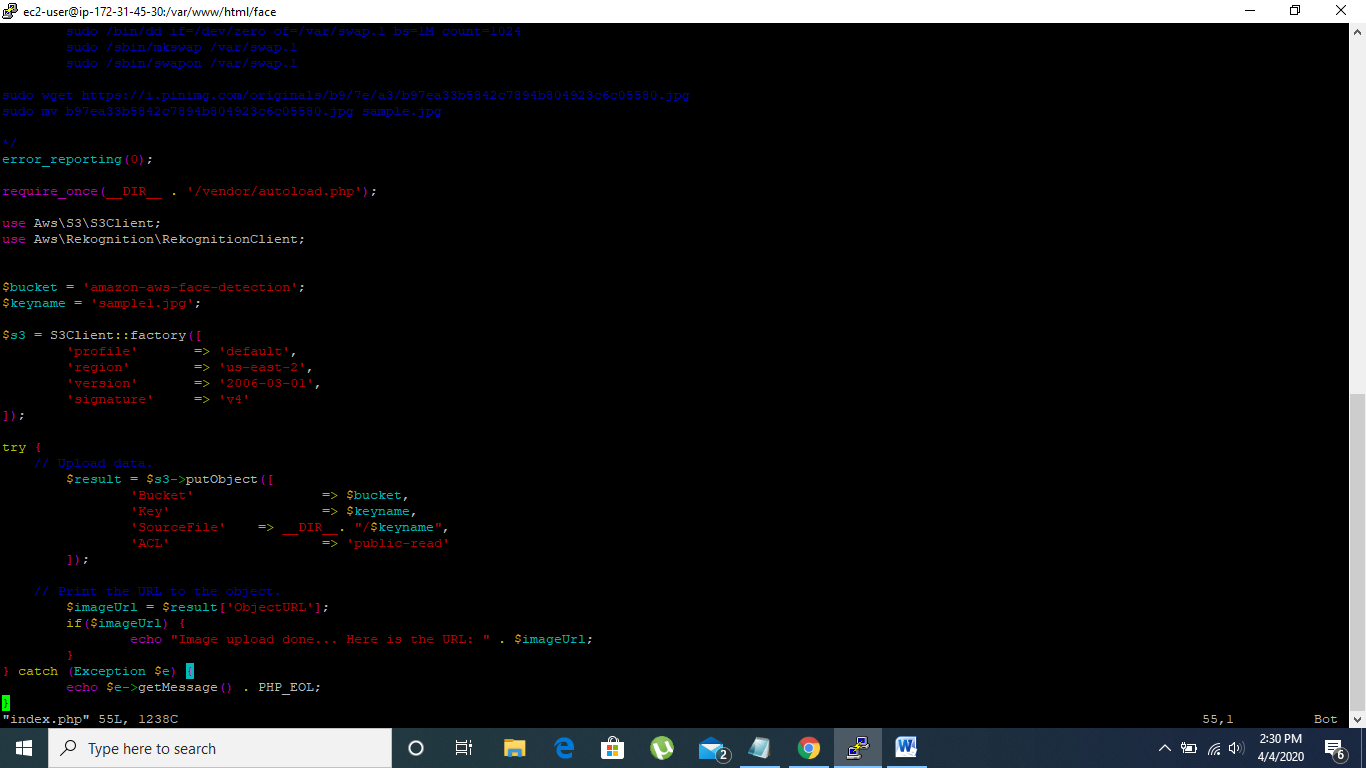 ec2-user@ip-172-31-45-30:/var/www/html/face
sudo /bin/dd if=/dev/zero of=/var/swap.1 bs=1M count=1024
sudo /sbin/mkswap /var/swap.1
sudo /sbin/swapon /var/swap.1
sudo wget https://i.pinimg.com/originals/b9/7e/a3/b97ea33b5842c7894b804923c6c05580.jpg
sudo mv b97ea33b5842c7894b804923c6c05580.jpg sample.jpg
*/
error_reporting(0);
require_once(__DIR__ . '/vendor/autoload.php');
use Aws\S3\S3Client;
use Aws\Rekognition\RekognitionClient;
$bucket = 'amazon-aws-face-detection';
$keyname = 'sample1.jpg';
$s3 = S3Client::factory([
'profile' => 'default',
'region' => 'us-east-2',
'version' => '2006-03-01',
'signature' => 'v4'
]);
try {
// Upload data.
$result = $s3->putObject([
'Bucket' => $bucket,
'Key' => $keyname,
'SourceFile' => __DIR__. "/$keyname",
'ACL' => 'public-read'
]);
// Print the URL to the object.
$imageUrl = $result['ObjectURL'];
if($imageUrl) {
echo "Image upload done... Here is the URL: " . $imageUrl;
}
} catch (Exception $e) {
echo $e->getMessage() . PHP_EOL;
}
"index.php" 55L, 1238C 55,1 Bot
Type here to search
2
2:30 PM
4/4/2020
6